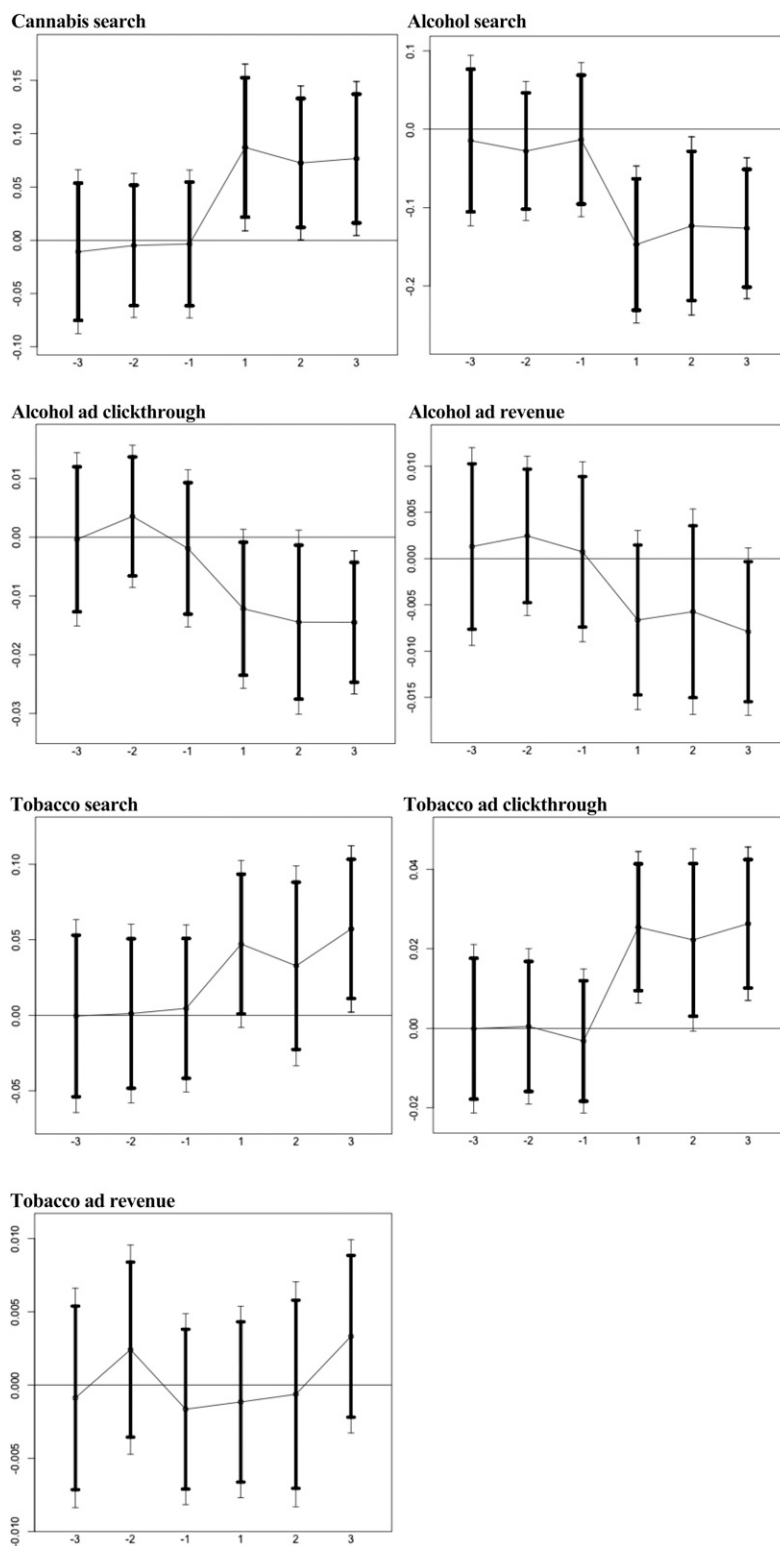 Cannabis search
0.15
0.10
0.05
0.00
-0.05
-0.10
-3 -2 -1 1 2 3
Alcohol search
0.1
0.0
-0.1
-0.2
-3 -2 -1 1 2 3
Alcohol ad clickthrough
0.01
0.00
-0.01
-0.02
-0.03
-3 -2 -1 1 2 3
Alcohol ad revenue
0.010
0.005
0.000
-0.005
-0.010
-0.015
-3 -2 -1 1 2 3
Tobacco search
0.10
0.05
0.00
-0.05
-3 -2 -1 1 2 3
Tobacco ad clickthrough
0.04
0.02
0.00
-0.02
-3 -2 -1 1 2 3
Tobacco ad revenue
0.010
0.005
0.000
-0.005
-0.010
-3 -2 -1 1 2 3